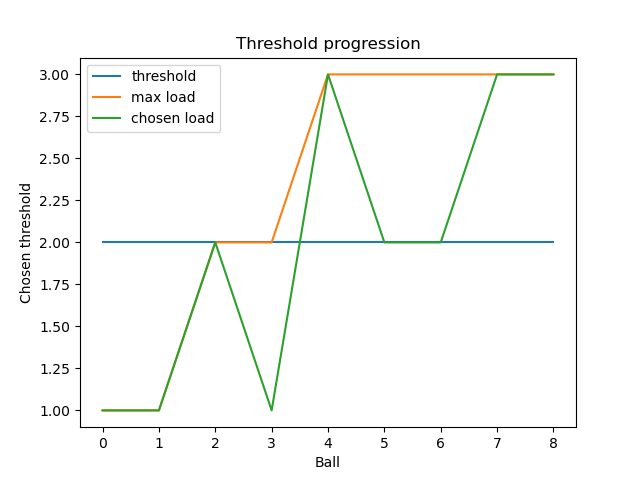 Threshold progression
threshold
max load
chosen load
Chosen threshold
3.00
2.75
2.50
2.25
2.00
1.75
1.50
1.25
1.00
0 1 2 3 4 5 6 7 8
Ball